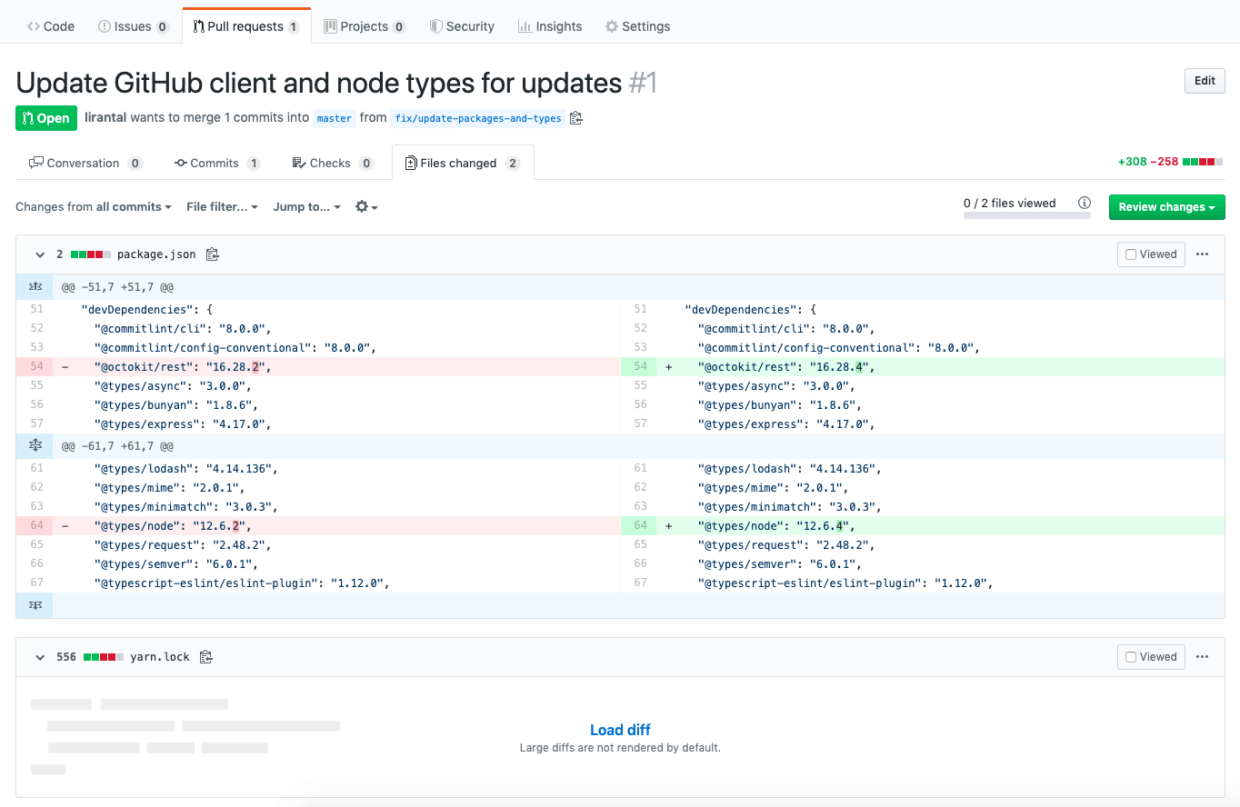 Code Issues 0 Pull requests 1 Projects 0 Security Insights Settings
Update GitHub client and node types for updates #1
Edit
Open lirantal wants to merge 1 commits into master from fix/update-packages-and-types
Conversation 0 Commits 1 Checks 0 Files changed 2
+308 −258
Changes from all commits File filter... Jump to...
0 / 2 files viewed
Review changes
2 package.json
Viewed
@@ -51,7 +51,7 @@
51 "devDependencies": { 51 "devDependencies": {
52 "@commitlint/cli": "8.0.0", 52 "@commitlint/cli": "8.0.0",
53 "@commitlint/config-conventional": "8.0.0", 53 "@commitlint/config-conventional": "8.0.0",
54 - "@octokit/rest": "16.28.2", 54 + "@octokit/rest": "16.28.4",
55 "@types/async": "3.0.0", 55 "@types/async": "3.0.0",
56 "@types/bunyan": "1.8.6", 56 "@types/bunyan": "1.8.6",
57 "@types/express": "4.17.0", 57 "@types/express": "4.17.0",
@@ -61,7 +61,7 @@
61 "@types/lodash": "4.14.136", 61 "@types/lodash": "4.14.136",
62 "@types/mime": "2.0.1", 62 "@types/mime": "2.0.1",
63 "@types/minimatch": "3.0.3", 63 "@types/minimatch": "3.0.3",
64 - "@types/node": "12.6.2", 64 + "@types/node": "12.6.4",
65 "@types/request": "2.48.2", 65 "@types/request": "2.48.2",
66 "@types/semver": "6.0.1", 66 "@types/semver": "6.0.1",
67 "@typescript-eslint/eslint-plugin": "1.12.0", 67 "@typescript-eslint/eslint-plugin": "1.12.0",
556 yarn.lock
Viewed
Load diff
Large diffs are not rendered by default.